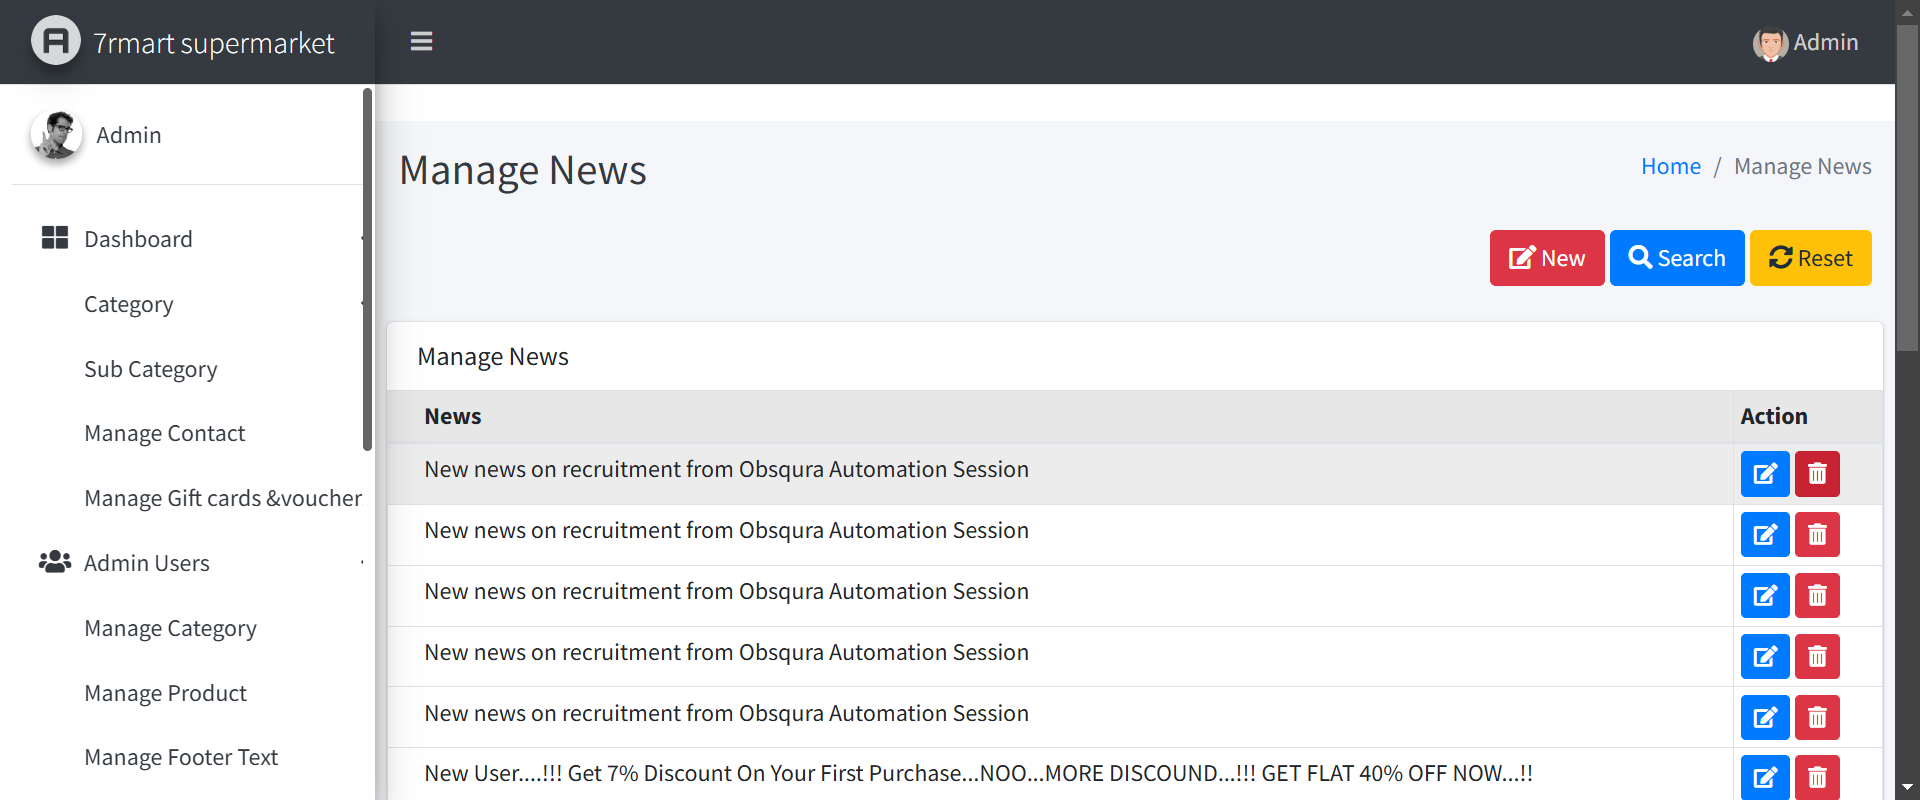 7rmart supermarket
Admin
Admin
Dashboard
Category
Sub Category
Manage Contact
Manage Gift cards &voucher
Admin Users
Manage Category
Manage Product
Manage Footer Text
Manage News
Home / Manage News
New Search Reset
Manage News
News Action
New news on recruitment from Obsqura Automation Session
New news on recruitment from Obsqura Automation Session
New news on recruitment from Obsqura Automation Session
New news on recruitment from Obsqura Automation Session
New news on recruitment from Obsqura Automation Session
New User....!!! Get 7% Discount On Your First Purchase...NOO...MORE DISCOUND...!!! GET FLAT 40% OFF NOW...!!